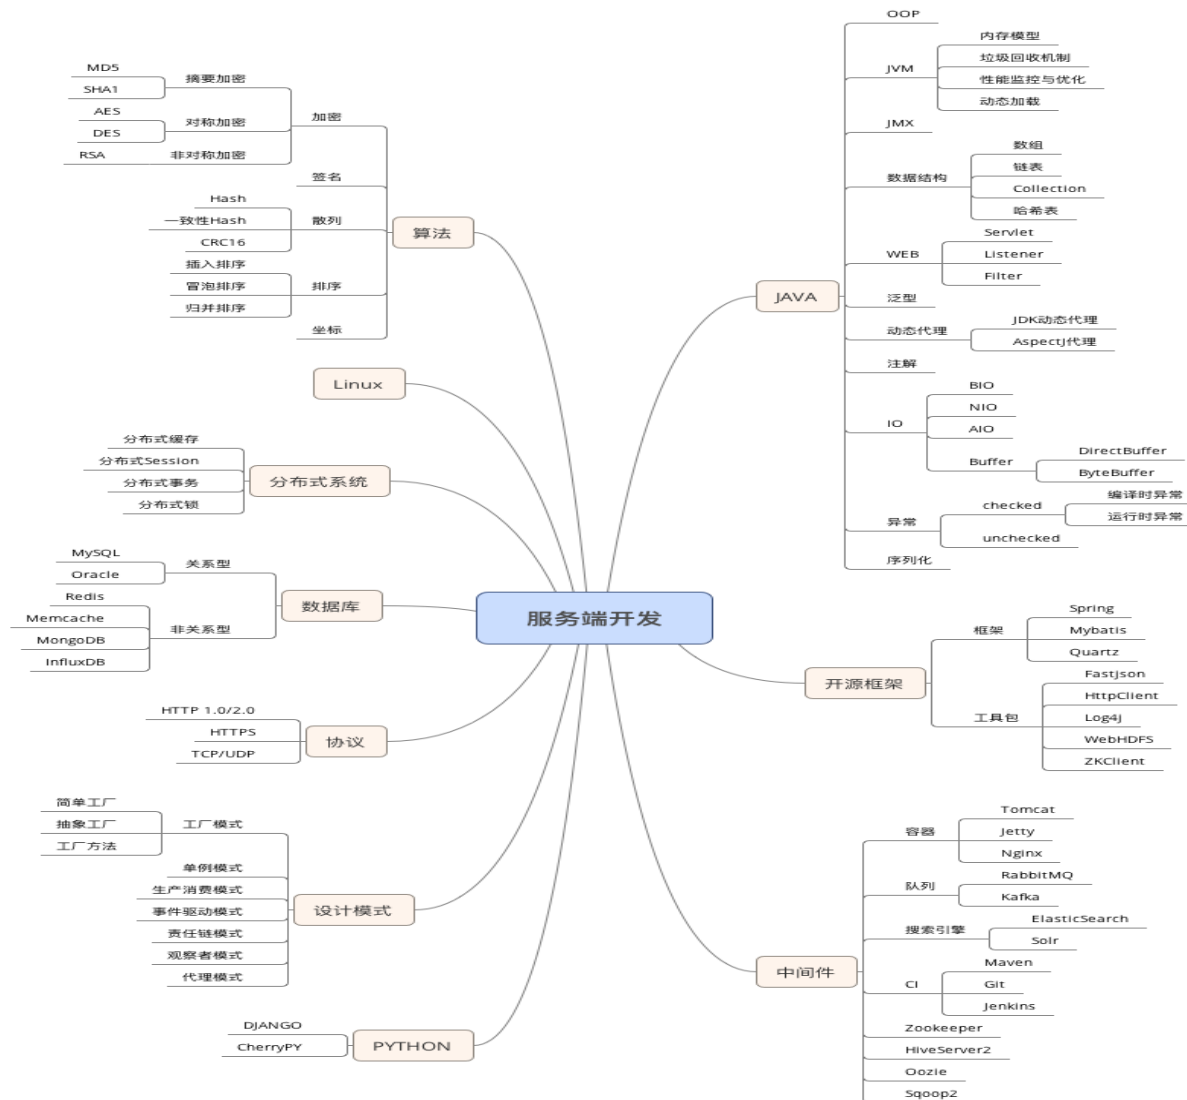 服务端开发
算法
加密
摘要加密
MD5
SHA1
对称加密
AES
DES
非对称加密
RSA
签名
散列
Hash
一致性Hash
CRC16
排序
插入排序
冒泡排序
归并排序
坐标
Linux
分布式系统
分布式缓存
分布式Session
分布式事务
分布式锁
数据库
关系型
MySQL
Oracle
非关系型
Redis
Memcache
MongoDB
InfluxDB
协议
HTTP 1.0/2.0
HTTPS
TCP/UDP
设计模式
工厂模式
简单工厂
抽象工厂
工厂方法
单例模式
生产消费模式
事件驱动模式
责任链模式
观察者模式
代理模式
PYTHON
DJANGO
CherryPY
JAVA
OOP
JVM
内存模型
垃圾回收机制
性能监控与优化
动态加载
JMX
数据结构
数组
链表
Collection
哈希表
WEB
Servlet
Listener
Filter
泛型
动态代理
JDK动态代理
AspectJ代理
注解
IO
BIO
NIO
AIO
Buffer
DirectBuffer
ByteBuffer
异常
checked
编译时异常
运行时异常
unchecked
序列化
开源框架
框架
Spring
Mybatis
Quartz
工具包
FastJson
HttpClient
Log4j
WebHDFS
ZKClient
中间件
容器
Tomcat
Jetty
Nginx
队列
RabbitMQ
Kafka
搜索引擎
ElasticSearch
Solr
CI
Maven
Git
Jenkins
Zookeeper
HiveServer2
Oozie
Sqoop2